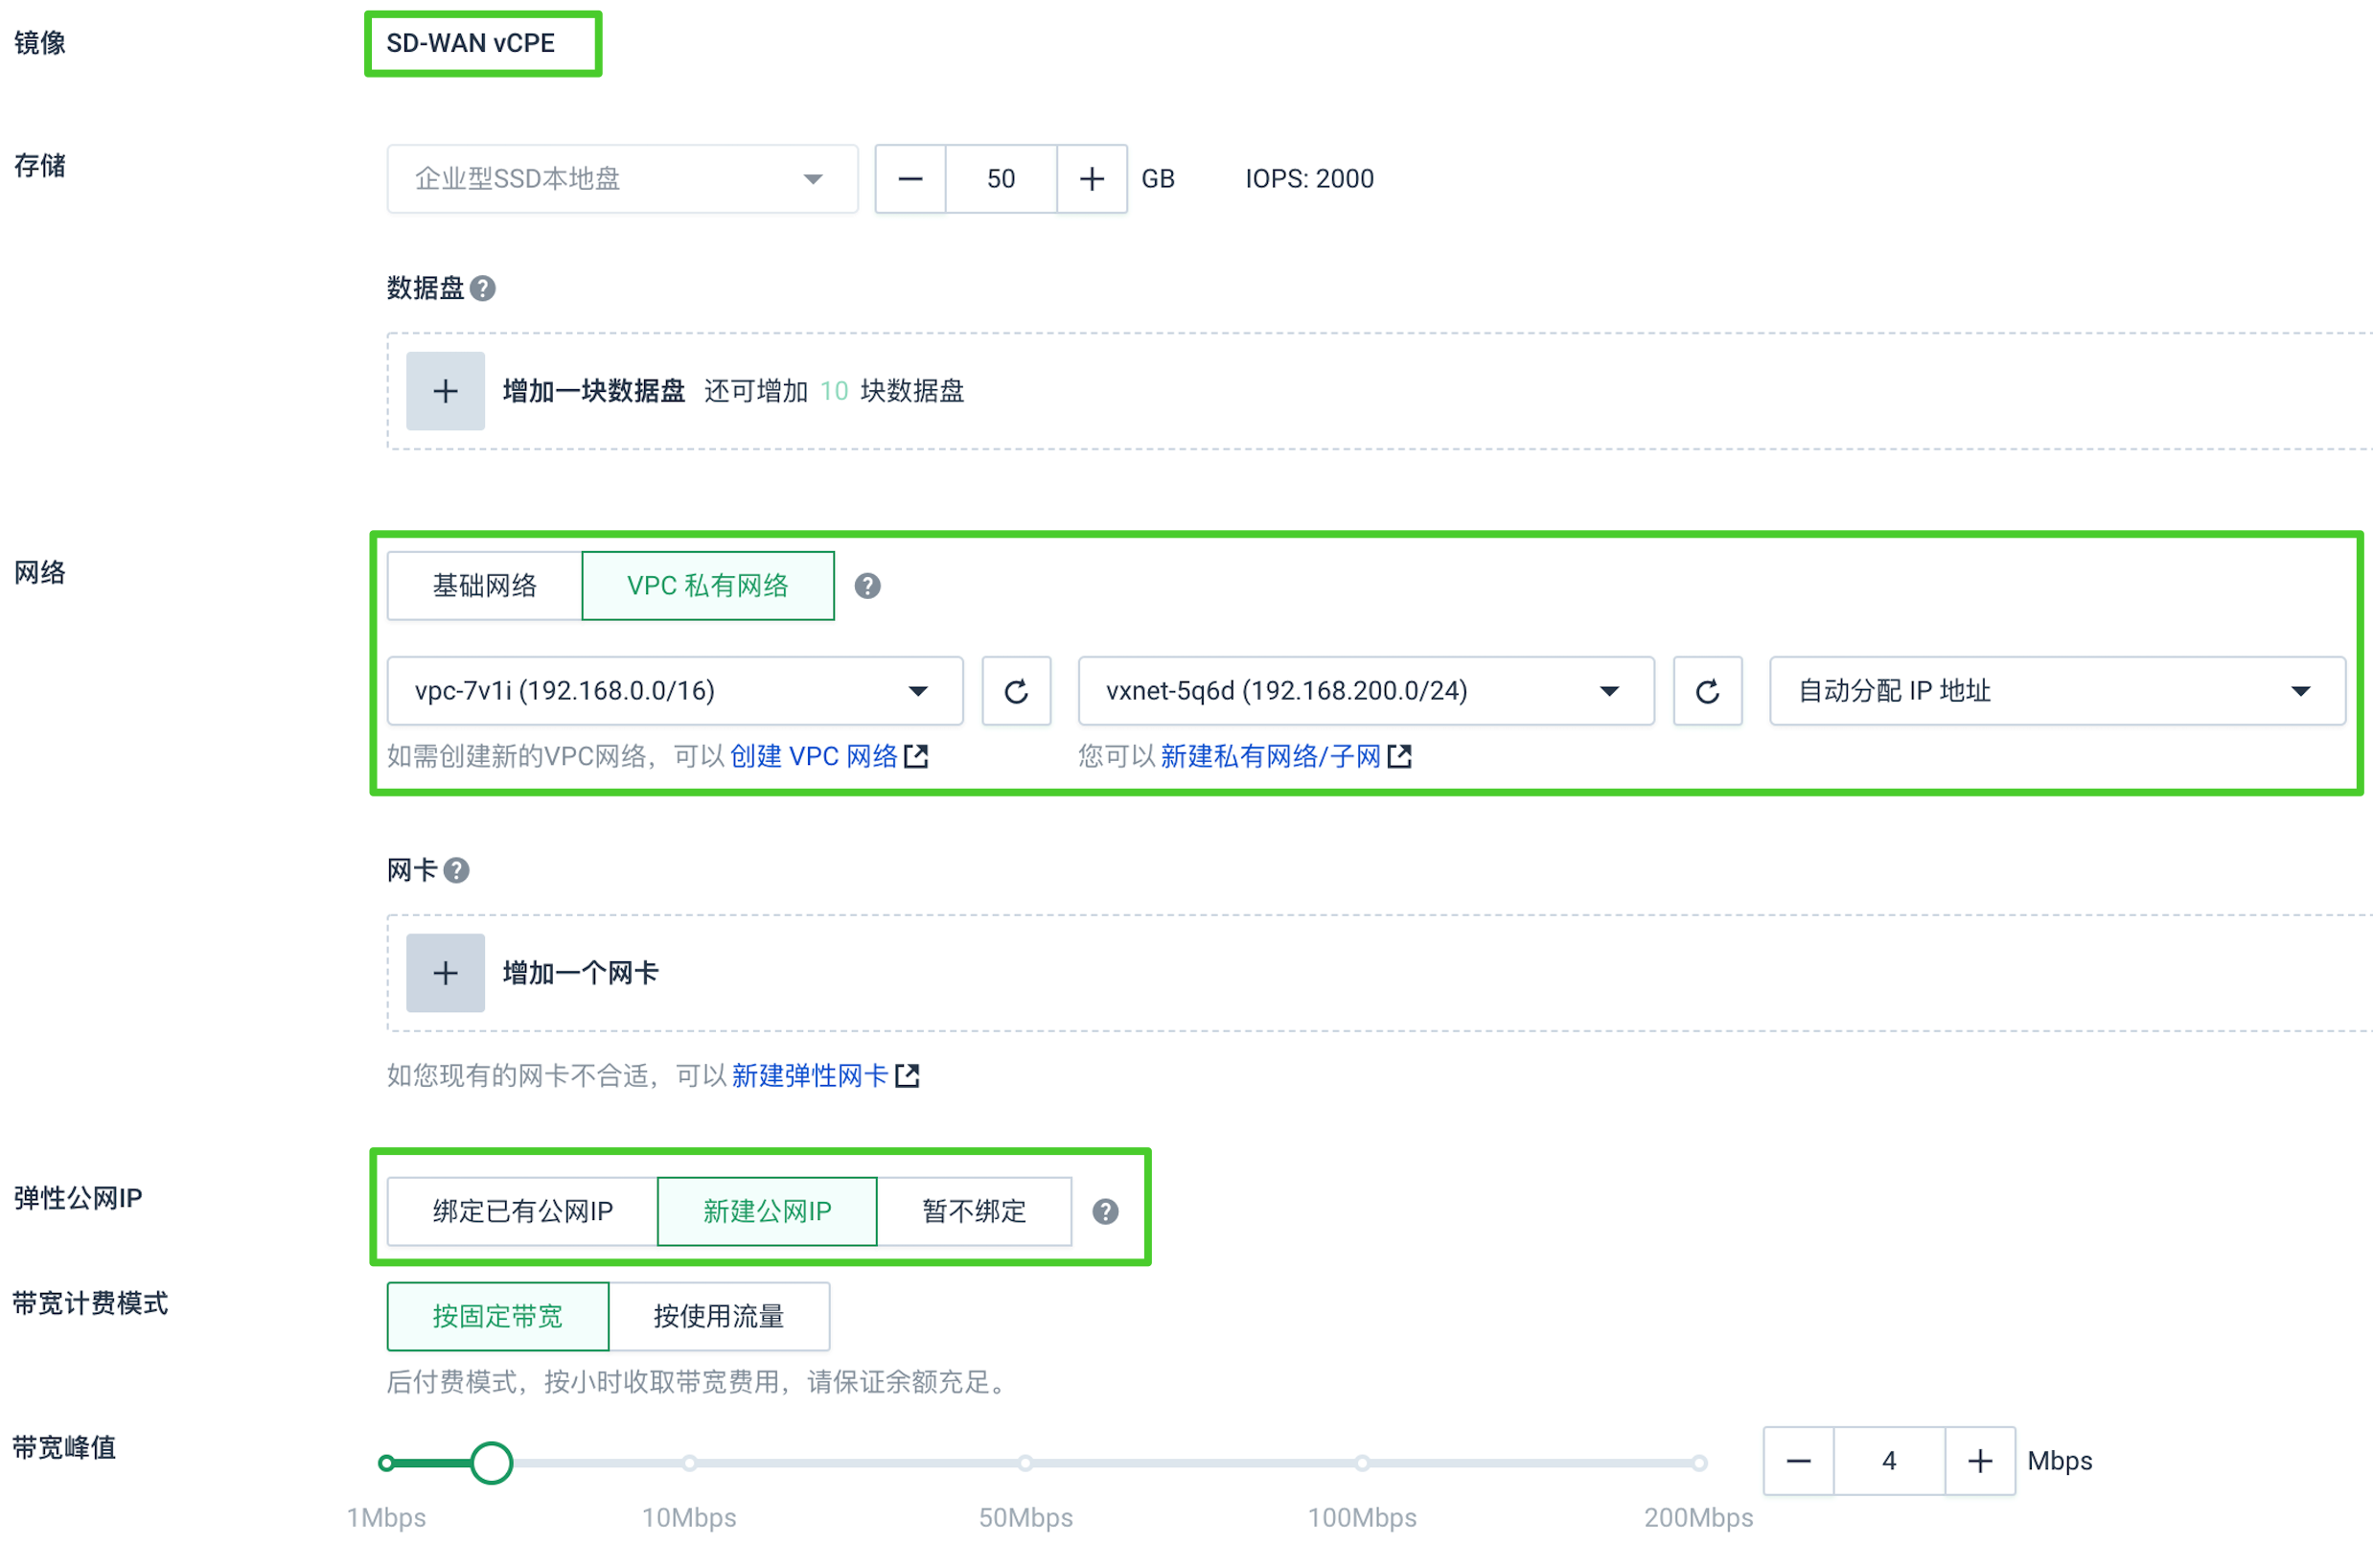 镜像 SD-WAN vCPE
存储 企业型SSD本地盘 50 GB IOPS: 2000
数据盘 ?
+ 增加一块数据盘 还可增加 10 块数据盘
网络 基础网络 VPC 私有网络 ?
vpc-7v1i (192.168.0.0/16) vxnet-5q6d (192.168.200.0/24) 自动分配 IP 地址
如需创建新的VPC网络，可以 创建 VPC 网络 您可以 新建私有网络/子网
网卡 ?
+ 增加一个网卡
如您现有的网卡不合适，可以 新建弹性网卡
弹性公网IP 绑定已有公网IP 新建公网IP 暂不绑定 ?
带宽计费模式 按固定带宽 按使用流量
后付费模式，按小时收取带宽费用，请保证余额充足。
带宽峰值 4 Mbps
1Mbps 10Mbps 50Mbps 100Mbps 200Mbps